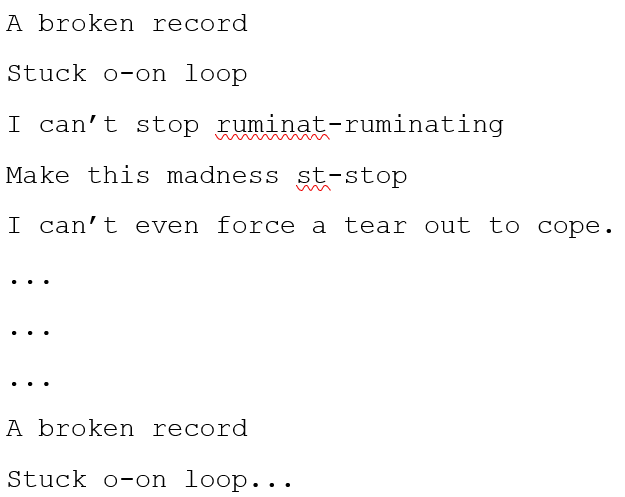 A broken record
Stuck o-on loop
I can’t stop ruminat-ruminating
Make this madness st-stop
I can’t even force a tear out to cope.
...
...
...
A broken record
Stuck o-on loop...